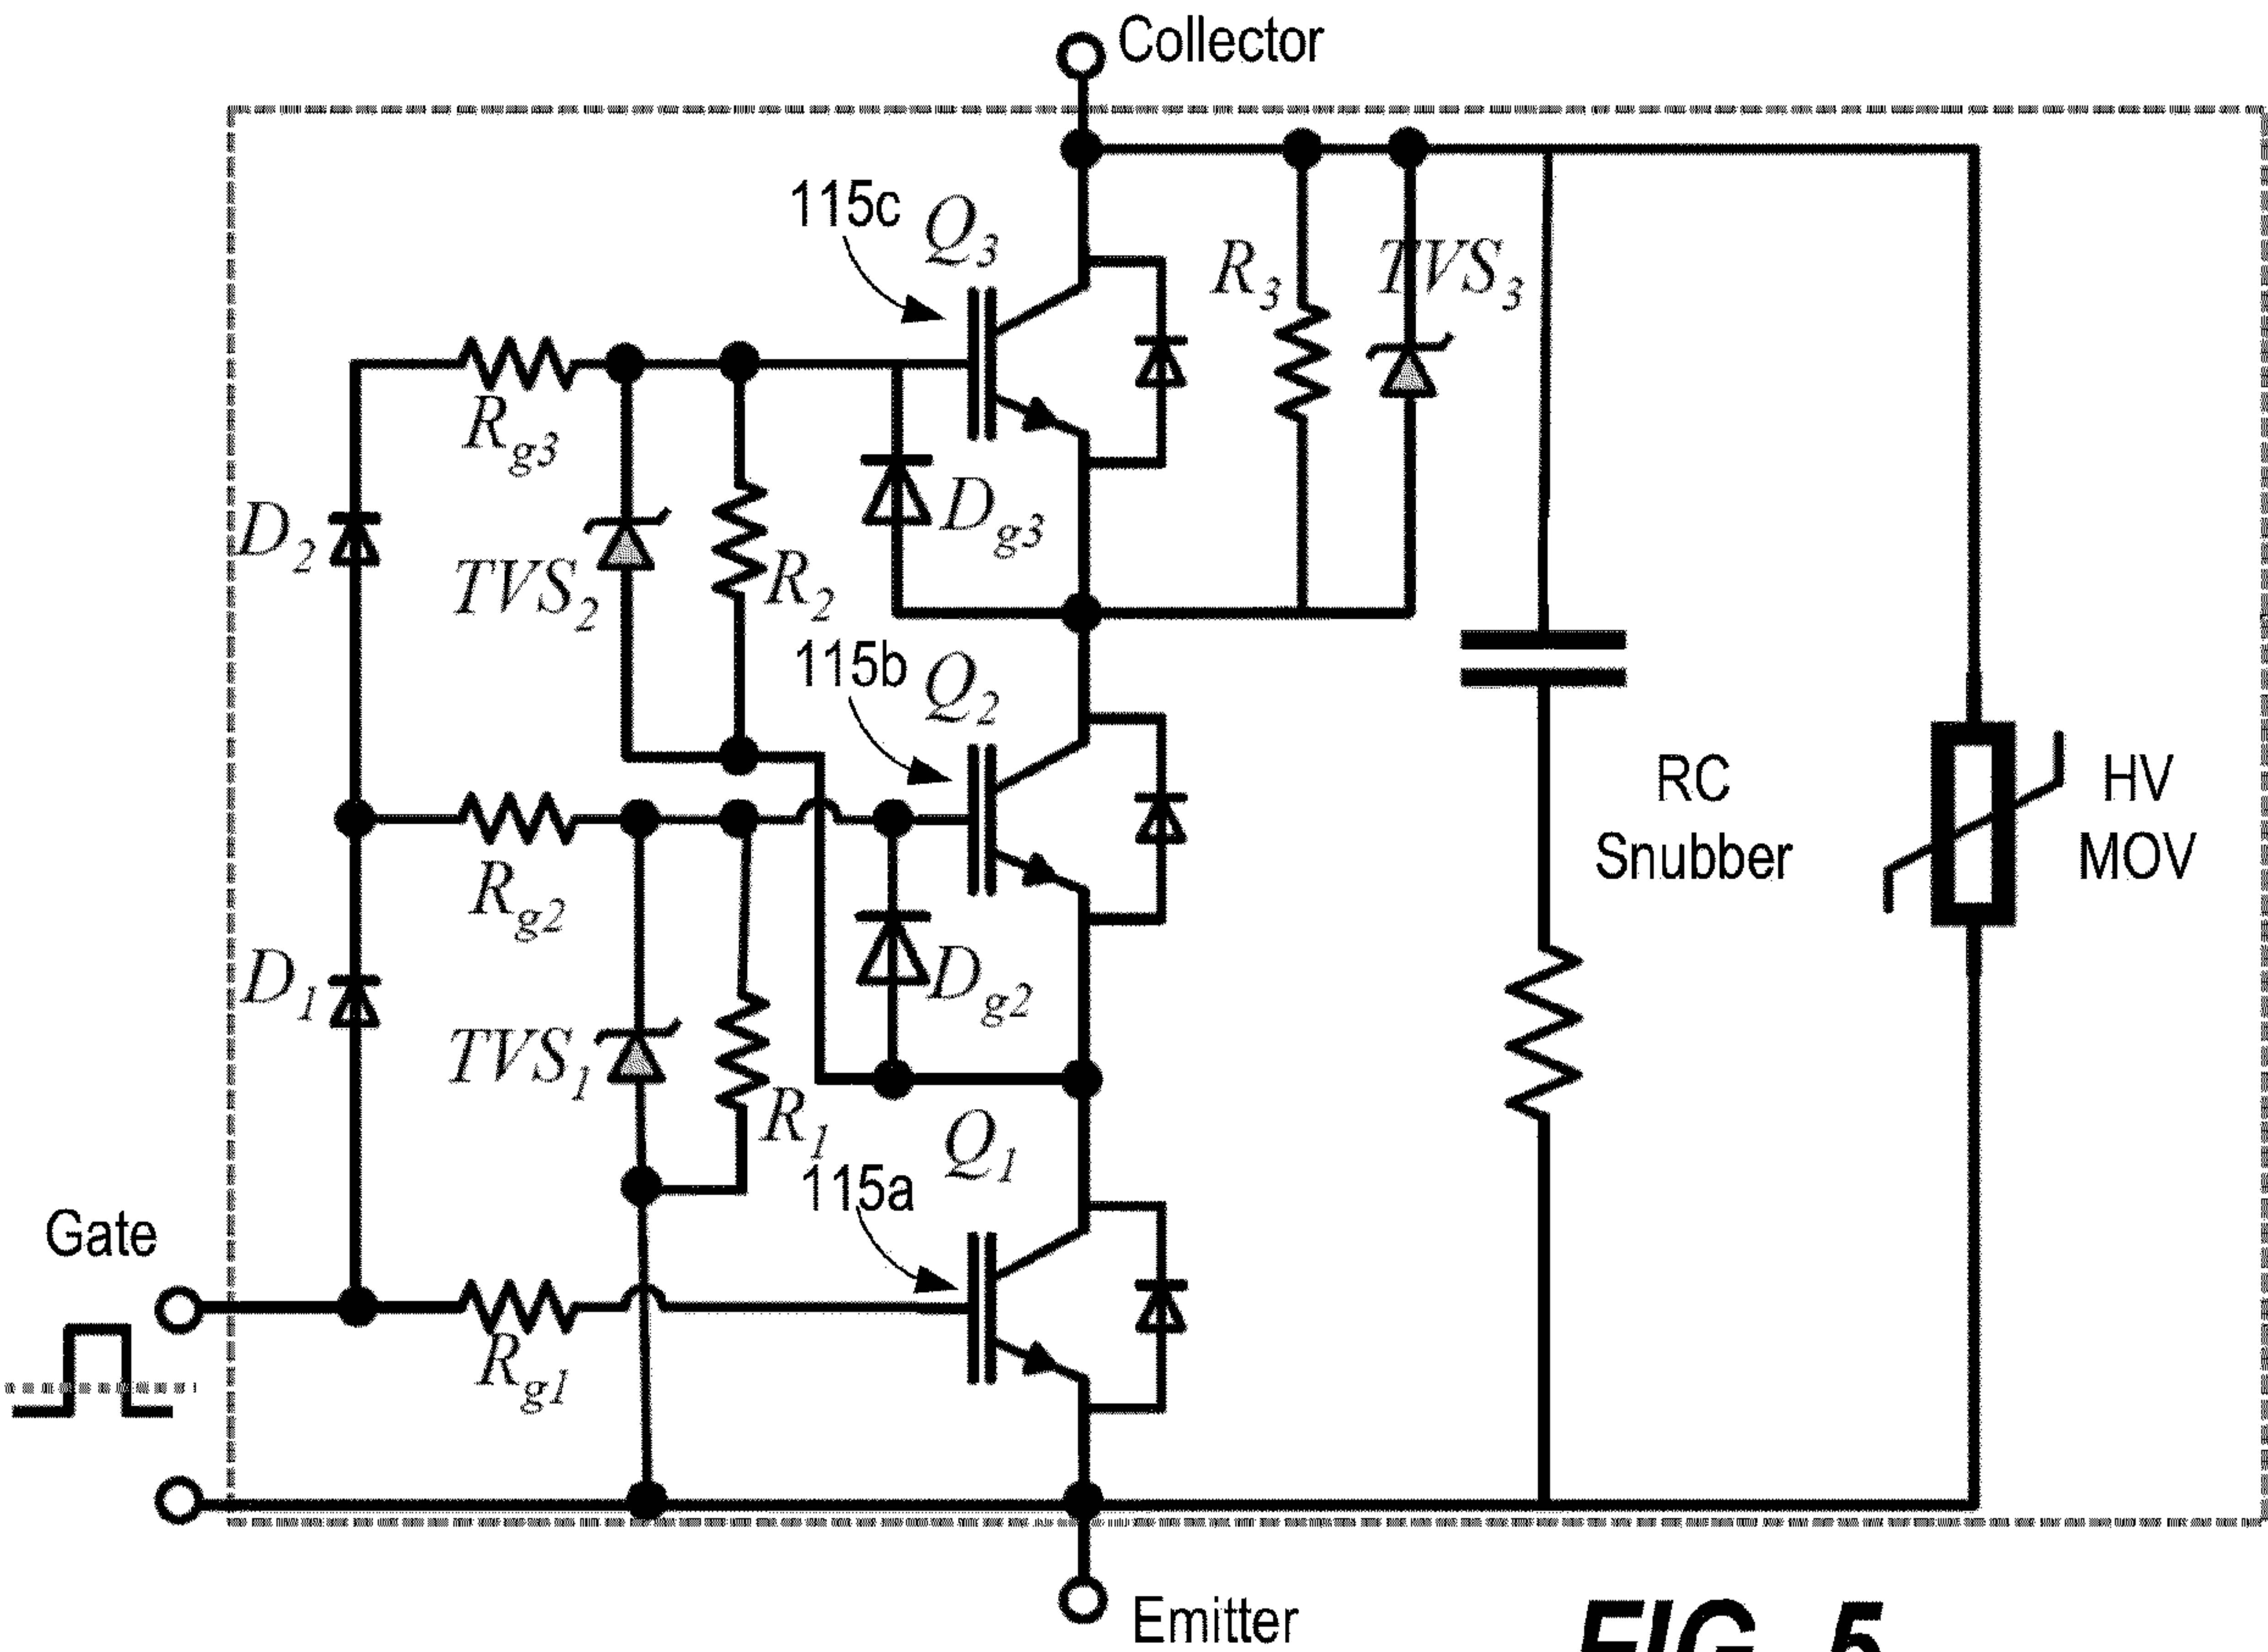 Collector
115c
Q3
R3
TVS3
Rg3
D2
TVS2
R2
Dg3
115b
Q2
RC
Snubber
HV
MOV
Rg2
D1
TVS1
R1
Dg2
Q1
115a
Gate
Rg1
Emitter
FIG. 5